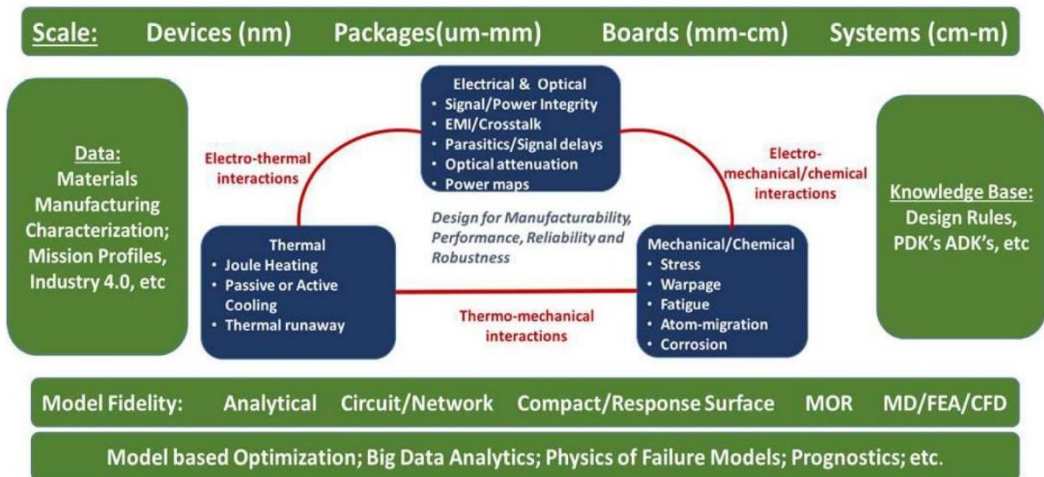 Scale: Devices (nm) Packages(um-mm) Boards (mm-cm) Systems (cm-m)
Data:
Materials
Manufacturing
Characterization;
Mission Profiles,
Industry 4.0, etc
Electro-thermal
interactions
Electrical & Optical
• Signal/Power Integrity
• EMI/Crosstalk
• Parasitics/Signal delays
• Optical attenuation
• Power maps
Electro-
mechanical/chemical
interactions
Design for Manufacturability,
Performance, Reliability and
Robustness
Thermal
• Joule Heating
• Passive or Active
Cooling
• Thermal runaway
Thermo-mechanical
interactions
Mechanical/Chemical
• Stress
• Warpage
• Fatigue
• Atom-migration
• Corrosion
Knowledge Base:
Design Rules,
PDK's ADK's, etc
Model Fidelity: Analytical Circuit/Network Compact/Response Surface MOR MD/FEA/CFD
Model based Optimization; Big Data Analytics; Physics of Failure Models; Prognostics; etc.